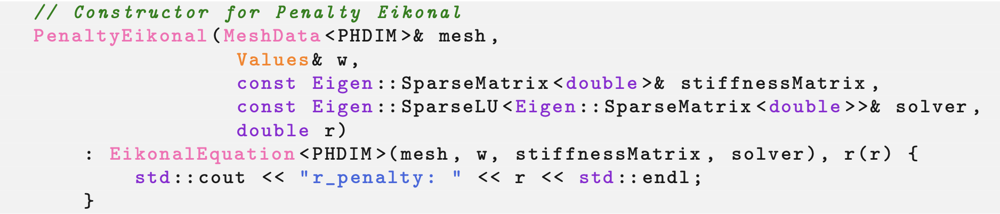 // Constructor for Penalty Eikonal
PenaltyEikonal(MeshData<PHDIM>& mesh,
Values& w,
const Eigen::SparseMatrix<double>& stiffnessMatrix,
const Eigen::SparseLU<Eigen::SparseMatrix<double>>& solver,
double r)
: EikonalEquation<PHDIM>(mesh, w, stiffnessMatrix, solver), r(r) {
std::cout << "r_penalty: " << r << std::endl;
}